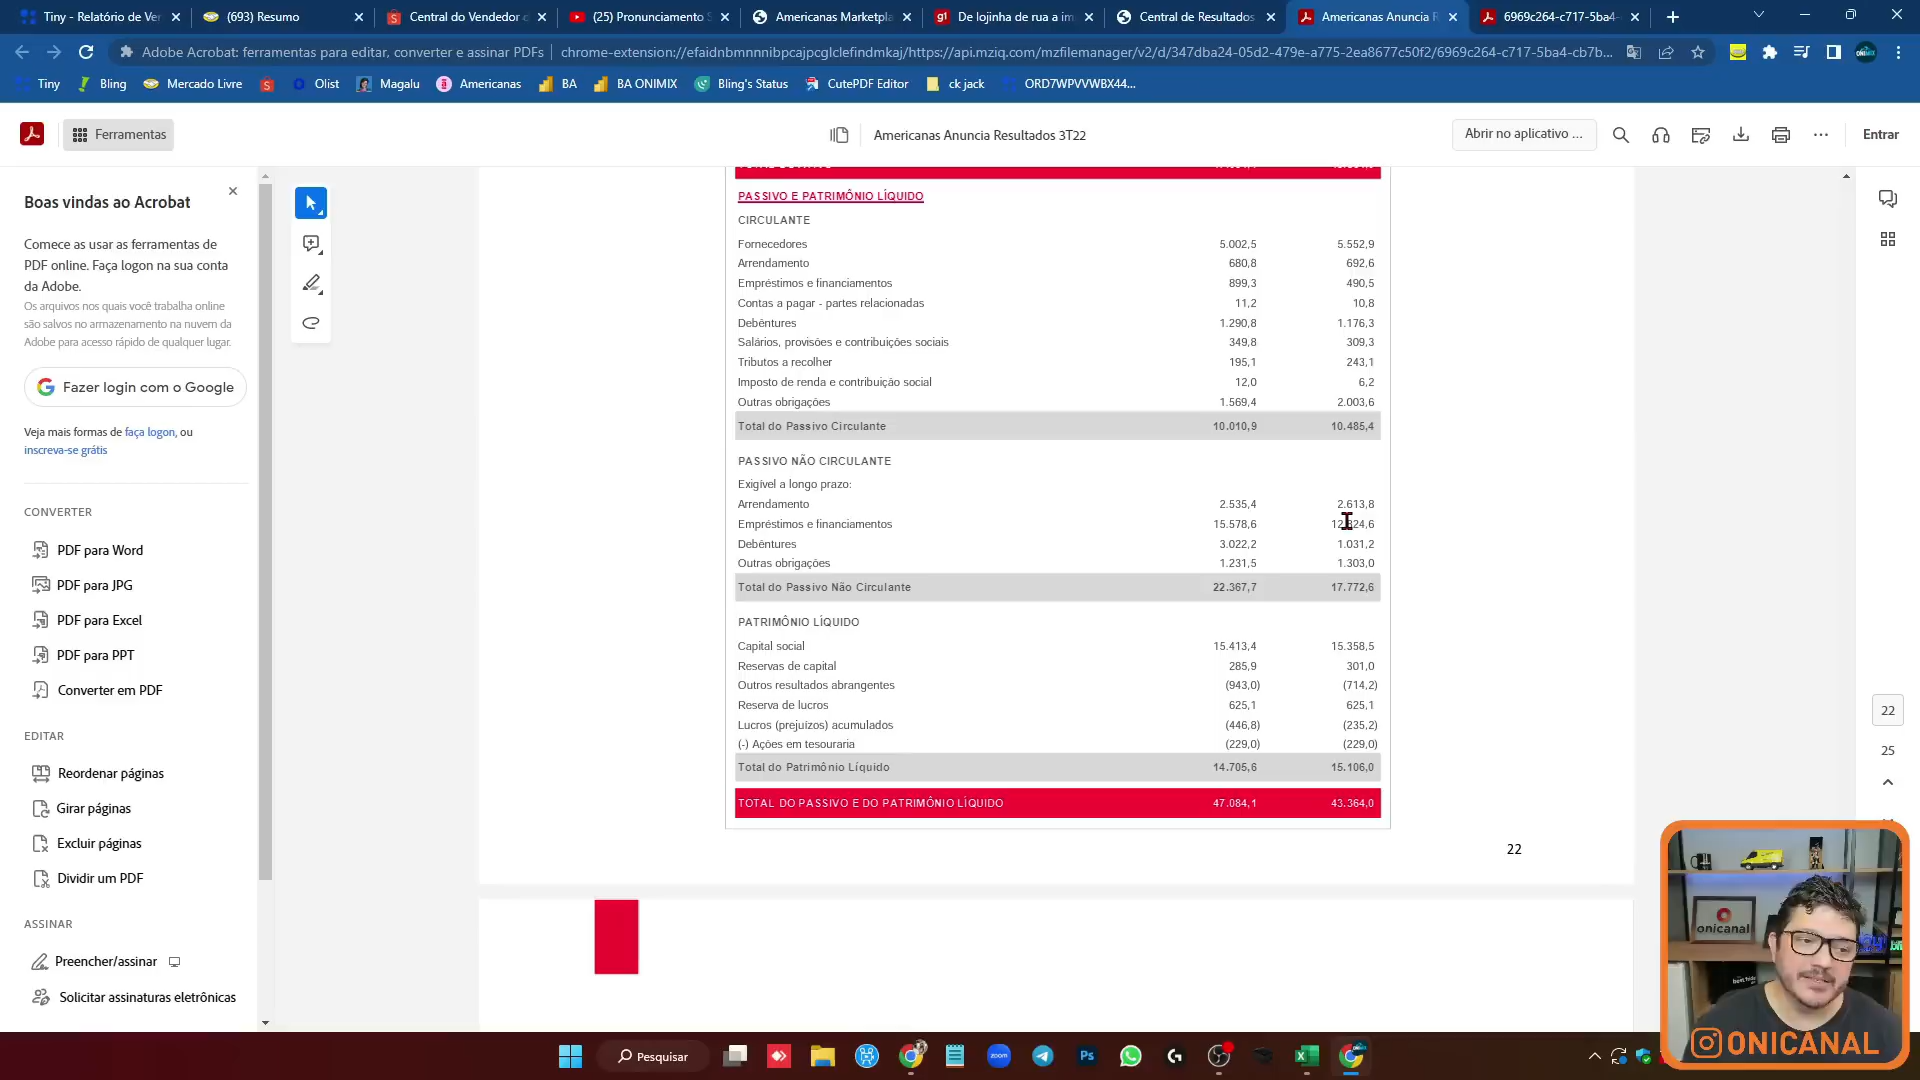 Tiny - Relatório de Ver
(693) Resumo
Central do Vendedor
(25) Pronunciamento
Americanas Marketpla
De lojinha de rua a im
Central de Resultados
Americanas Anuncia R
6969c264-c717-5ba4-
Adobe Acrobat: ferramentas para editar, converter e assinar PDFs
chrome-extension://efaidnbmnnnibpcajpcglclefindmkaj/https://api.mziq.com/mzfilemanager/v2/d/347dba24-05d2-479e-a775-2ea8677c50f2/6969c264-c717-5ba4-cb7b...
Tiny
Bling
Mercado Livre
Olist
Magalu
Americanas
BA
BA ONIMIX
Bling's Status
CutePDF Editor
ck jack
ORD7WPVVWBX44...
Ferramentas
Americanas Anuncia Resultados 3T22
Abrir no aplicativo ...
Entrar
Boas vindas ao Acrobat
Comece as usar as ferramentas de
PDF online. Faça logon na sua conta
da Adobe.
Os arquivos nos quais você trabalha online
são salvos no armazenamento na nuvem da
Adobe para acesso rápido de qualquer lugar.
Fazer login com o Google
Veja mais formas de faça logon, ou
inscreva-se grátis
CONVERTER
PDF para Word
PDF para JPG
PDF para Excel
PDF para PPT
Converter em PDF
EDITAR
Reordenar páginas
Girar páginas
Excluir páginas
Dividir um PDF
ASSINAR
Preencher/assinar
Solicitar assinaturas eletrônicas
PASSIVO E PATRIMÔNIO LÍQUIDO
CIRCULANTE
Fornecedores 5.002,5 5.552,9
Arrendamento 680,8 692,6
Empréstimos e financiamentos 899,3 490,5
Contas a pagar - partes relacionadas 11,2 10,8
Debêntures 1.290,8 1.176,3
Salários, provisões e contribuições sociais 349,8 309,3
Tributos a recolher 195,1 243,1
Imposto de renda e contribuição social 12,0 6,2
Outras obrigações 1.569,4 2.003,6
Total do Passivo Circulante 10.010,9 10.485,4
PASSIVO NÃO CIRCULANTE
Exigível a longo prazo:
Arrendamento 2.535,4 2.613,8
Empréstimos e financiamentos 15.578,6
Debêntures 3.022,2 1.031,2
Outras obrigações 1.231,5 1.303,0
Total do Passivo Não Circulante 22.367,7 17.772,6
PATRIMÔNIO LÍQUIDO
Capital social 15.413,4 15.358,5
Reservas de capital 285,9 301,0
Outros resultados abrangentes (943,0) (714,2)
Reserva de lucros 625,1 625,1
Lucros (prejuízos) acumulados (446,8) (235,2)
(-) Ações em tesouraria (229,0) (229,0)
Total do Patrimônio Líquido 14.705,6 15.106,0
TOTAL DO PASSIVO E DO PATRIMÔNIO LÍQUIDO 47.084,1 43.364,0
22
22
25
onicanal
ONICANAL
Pesquisar
zoom
Ps